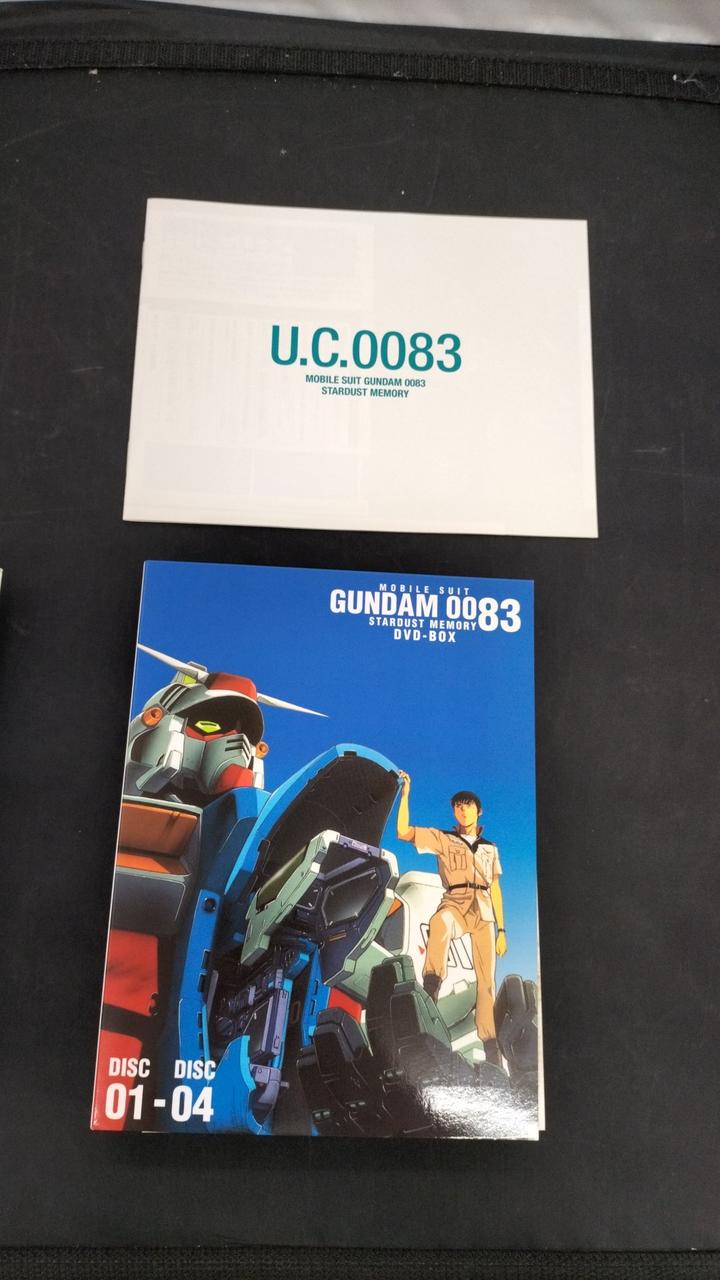 U.C.0083
MOBILE SUIT GUNDAM 0083
STARDUST MEMORY
MOBILE SUIT
GUNDAM 0083
STARDUST MEMORY
DVD-BOX
DISC DISC
01 - 04